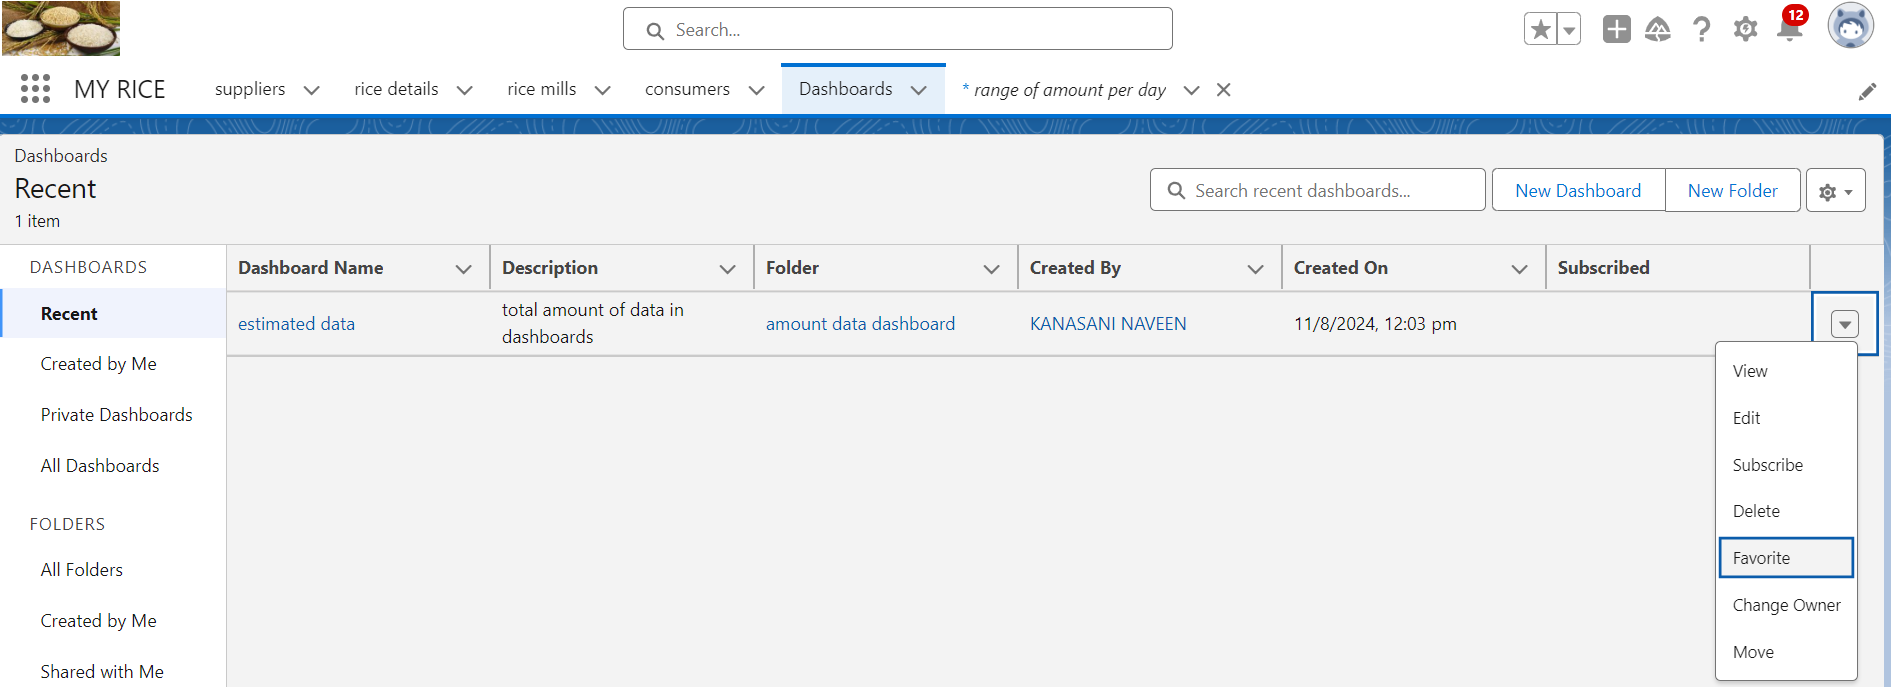 Search...
12
MY RICE
suppliers
rice details
rice mills
consumers
Dashboards
* range of amount per day
Dashboards
Recent
1 item
Search recent dashboards...
New Dashboard
New Folder
DASHBOARDS
Recent
Created by Me
Private Dashboards
All Dashboards
FOLDERS
All Folders
Created by Me
Shared with Me
Dashboard Name
Description
Folder
Created By
Created On
Subscribed
estimated data
total amount of data in
dashboards
amount data dashboard
KANASANI NAVEEN
11/8/2024, 12:03 pm
View
Edit
Subscribe
Delete
Favorite
Change Owner
Move